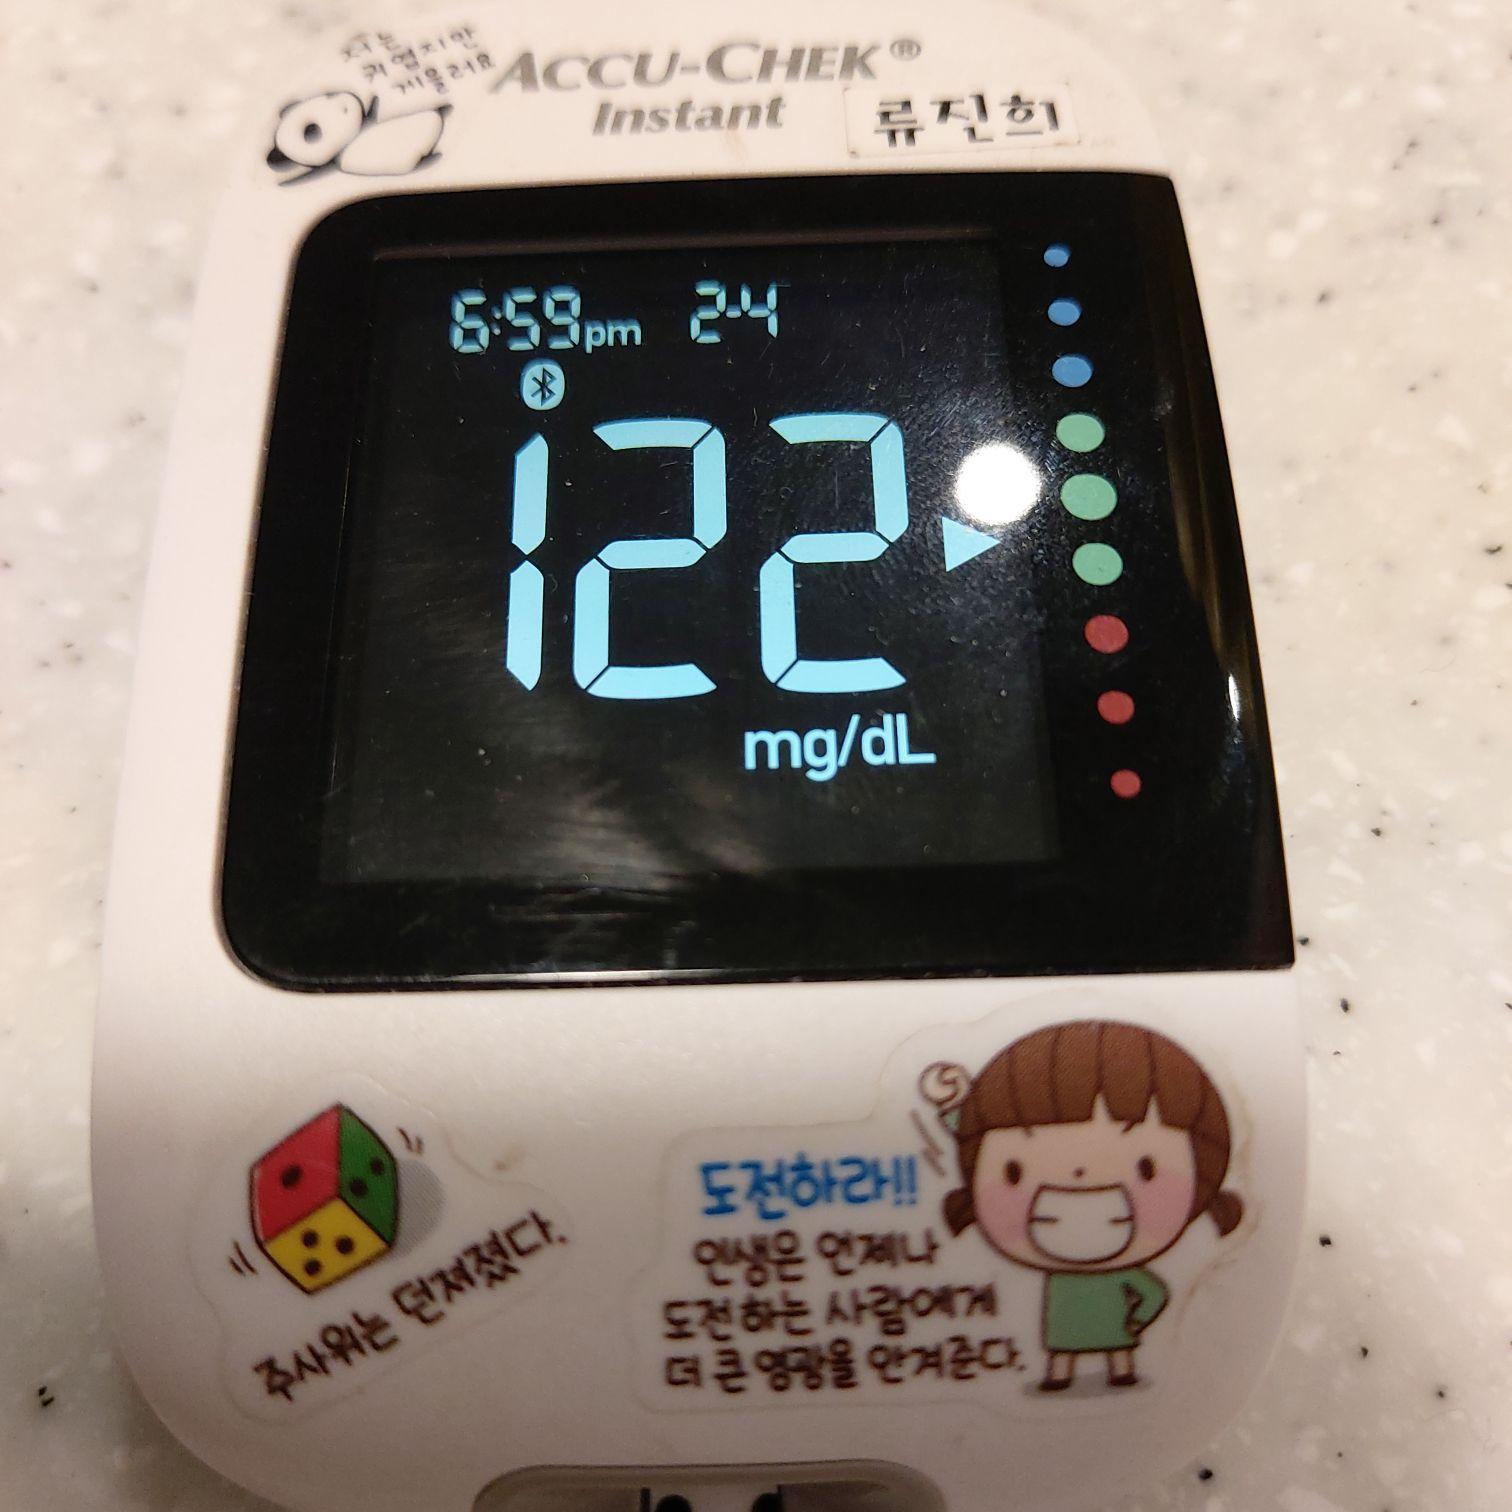 저는
귀엽지만
게을러요
ACCU-CHEK®
Instant
류진희
6:59pm 2-4
122
mg/dL
주사위는 던져졌다.
도전하라!!
인생은 언제나
도전하는 사람에게
더 큰 영광을 안겨준다.